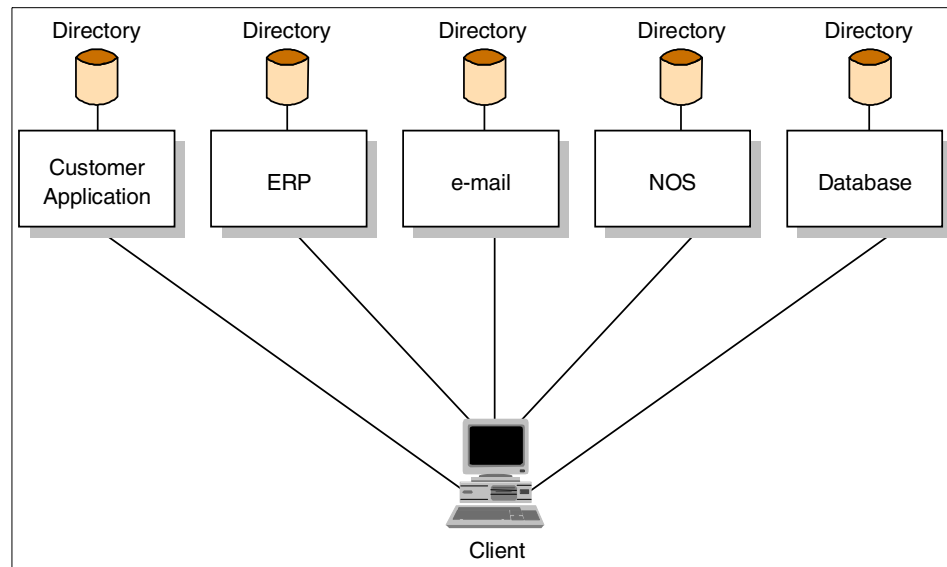 Directory
Directory
Directory
Directory
Directory
Customer
Application
ERP
e-mail
NOS
Database
Client